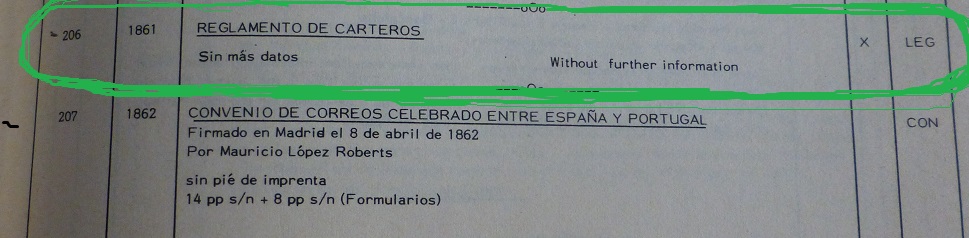 -------oOo
206 1861 REGLAMENTO DE CARTEROS X LEG
Sin más datos Without further information
207 1862 CONVENIO DE CORREOS CELEBRADO ENTRE ESPAÑA Y PORTUGAL CON
Firmado en Madrid el 8 de abril de 1862
Por Mauricio López Roberts
sin pié de imprenta
14 pp s/n + 8 pp s/n (Formularios)